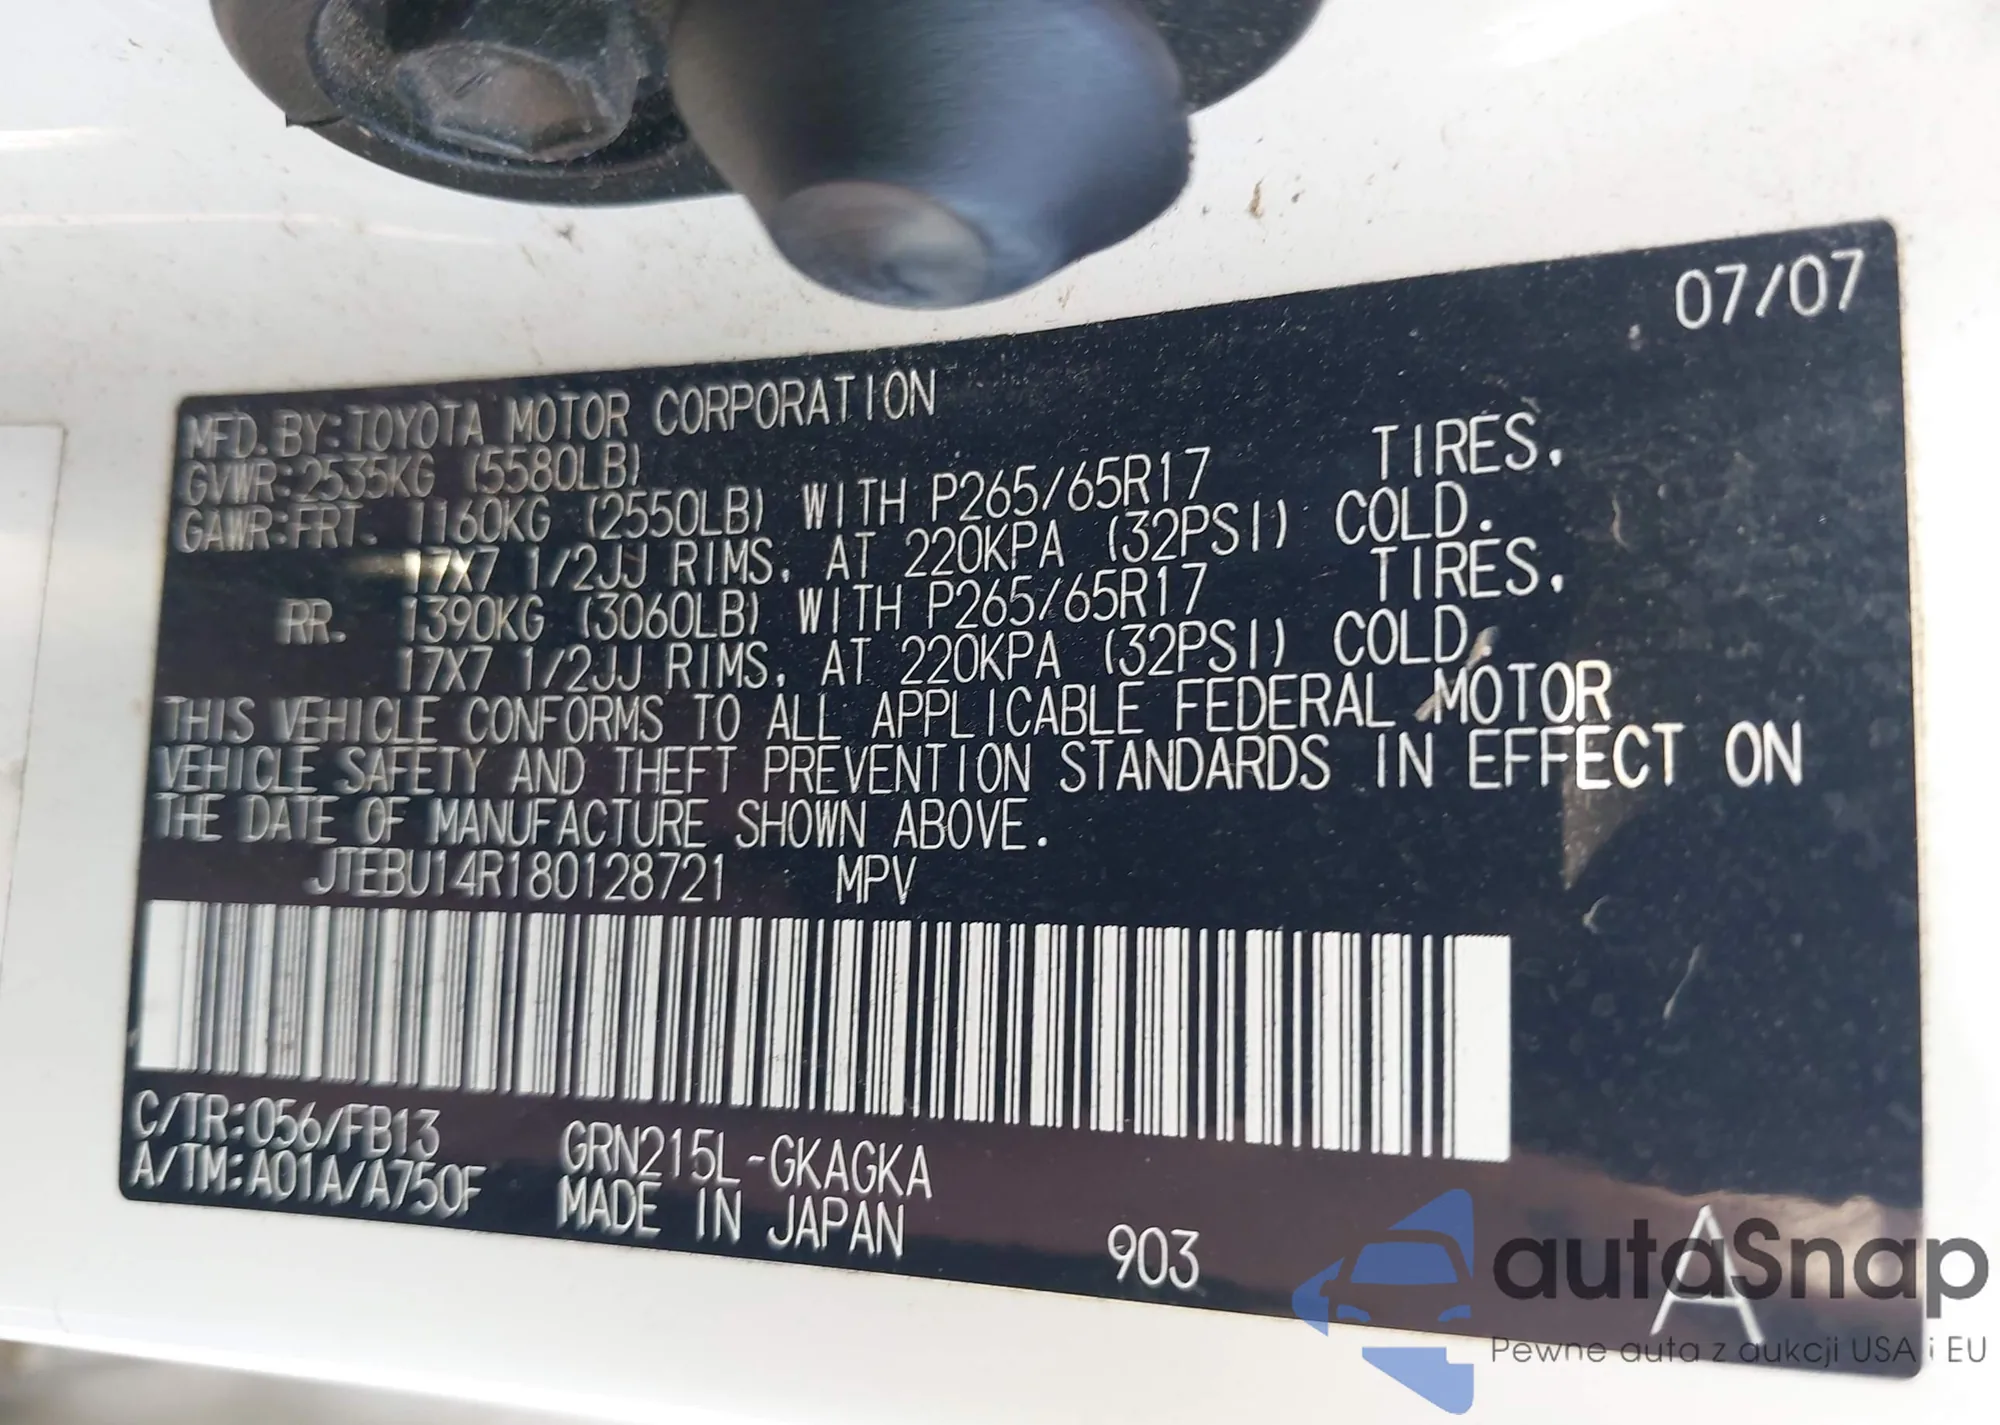 07/07
MFD. BY: TOYOTA MOTOR CORPORATION
GVWR: 2535KG (5580LB)
GAWR: FRT. 1160KG (2550LB) WITH P265/65R17 TIRES,
17X7 1/2JJ RIMS, AT 220KPA (32PSI) COLD.
RR. 1390KG (3060LB) WITH P265/65R17 TIRES,
17X7 1/2JJ RIMS, AT 220KPA (32PSI) COLD.
THIS VEHICLE CONFORMS TO ALL APPLICABLE FEDERAL MOTOR
VEHICLE SAFETY AND THEFT PREVENTION STANDARDS IN EFFECT ON
THE DATE OF MANUFACTURE SHOWN ABOVE.
JTEBU14R180128721 MPV
C/TR: 056/FB13 GRN215L-GKAGKA
A/TM: A01A/A750F MADE IN JAPAN
903 A
autaSnap
Pewne auta z aukcji USA i EU